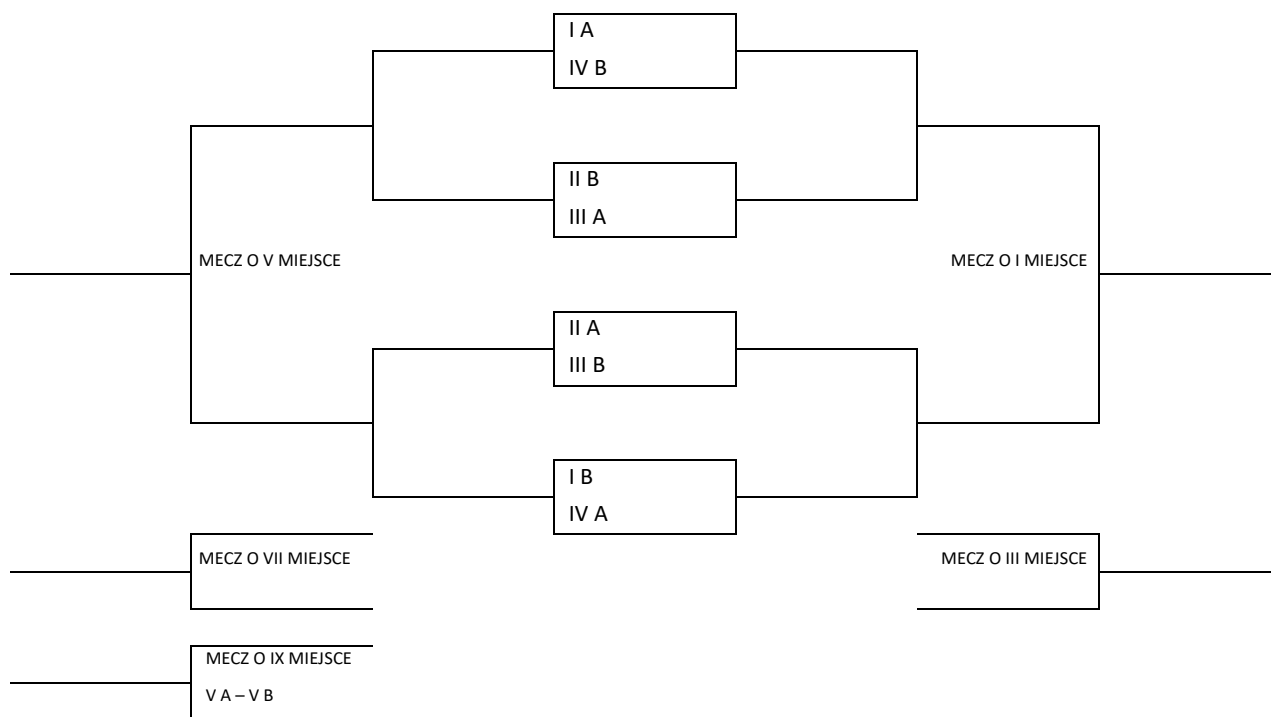 I A
IV B
II B
III A
MECZ O V MIEJSCE
MECZ O I MIEJSCE
II A
III B
I B
IV A
MECZ O VII MIEJSCE
MECZ O III MIEJSCE
MECZ O IX MIEJSCE
V A – V B